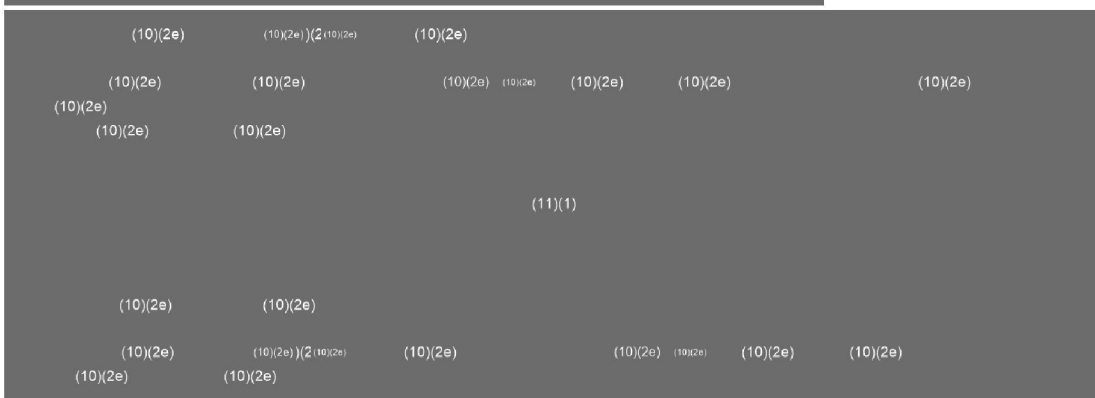 (10)(2e) (10)(2e))(2(10)(2e) (10)(2e)
(10)(2e) (10)(2e) (10)(2e) (10)(2e) (10)(2e) (10)(2e) (10)(2e)
(10)(2e)
(10)(2e) (10)(2e)
(11)(1)
(10)(2e) (10)(2e)
(10)(2e) (10)(2e))(2(10)(2e) (10)(2e) (10)(2e) (10)(2e) (10)(2e) (10)(2e)
(10)(2e) (10)(2e)